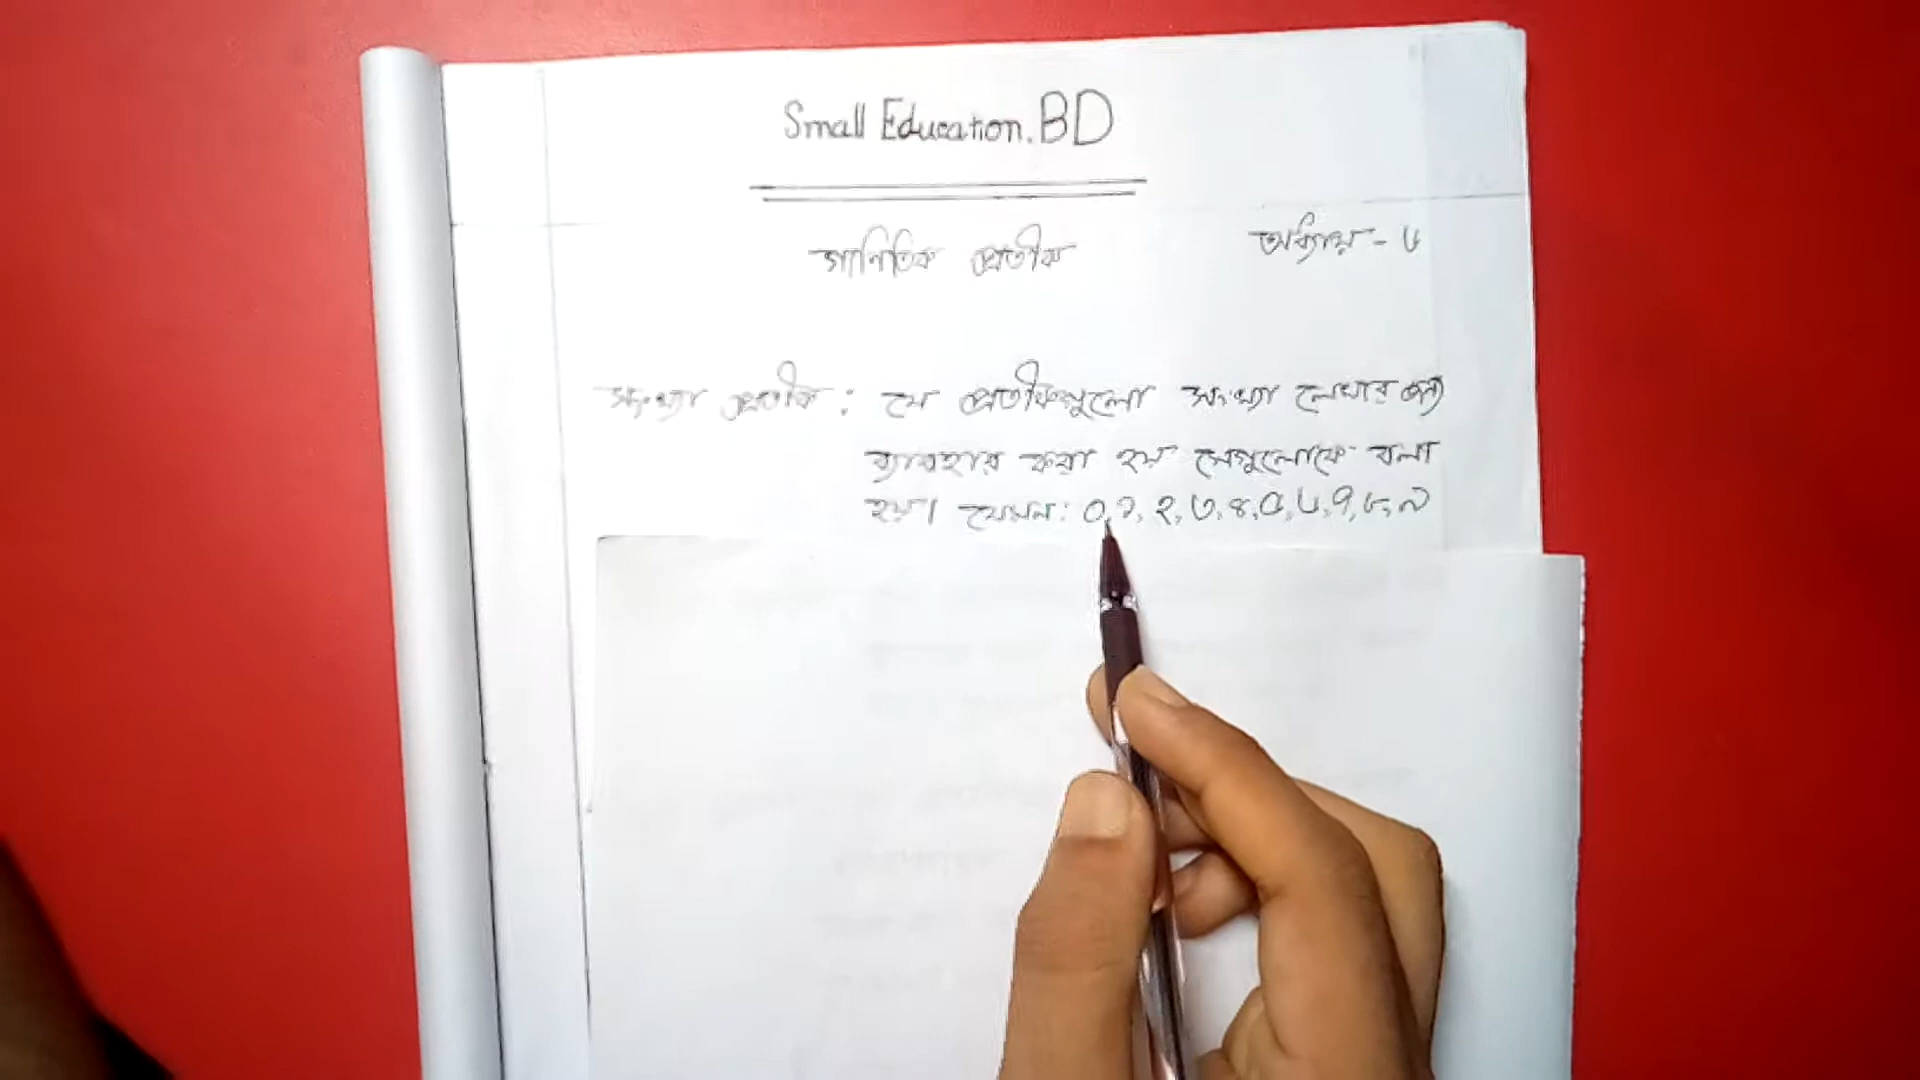 Small Education.BD
গাণিতিক প্রতীক অধ্যায় - ৬
সংখ্যা প্রতীক : যে প্রতীকগুলো সংখ্যা লেখার জন্য
ব্যাবহার করা হয় সেগুলোকে বলা
হয়। যেমন: ০,১, ২, ৩, ৪, ৫, ৬, ৭, ৮, ৯